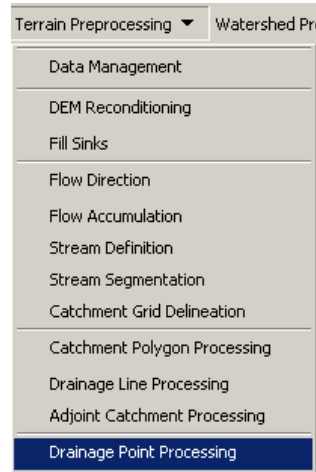 Terrain Preprocessing Watershed Pr
Data Management
DEM Reconditioning
Fill Sinks
Flow Direction
Flow Accumulation
Stream Definition
Stream Segmentation
Catchment Grid Delineation
Catchment Polygon Processing
Drainage Line Processing
Adjoint Catchment Processing
Drainage Point Processing